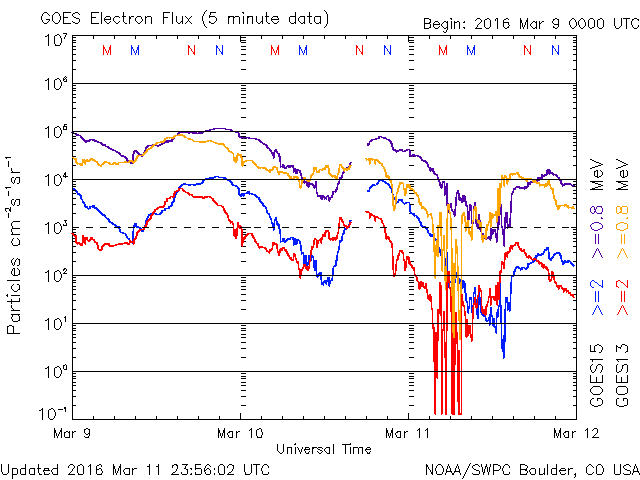 GOES Electron Flux (5 minute data)
Begin: 2016 Mar 9 0000 UTC
10⁷
M M N N M M N N M M N N
10⁶
10⁵
10⁴
10³
10²
10¹
10⁰
10⁻¹
Particles cm⁻²s⁻¹sr⁻¹
Mar 9 Mar 10 Mar 11 Mar 12
Universal Time
GOES15 >=2 >=0.8 MeV
GOES13 >=2 >=0.8 MeV
Updated 2016 Mar 11 23:56:02 UTC
NOAA/SWPC Boulder, CO USA